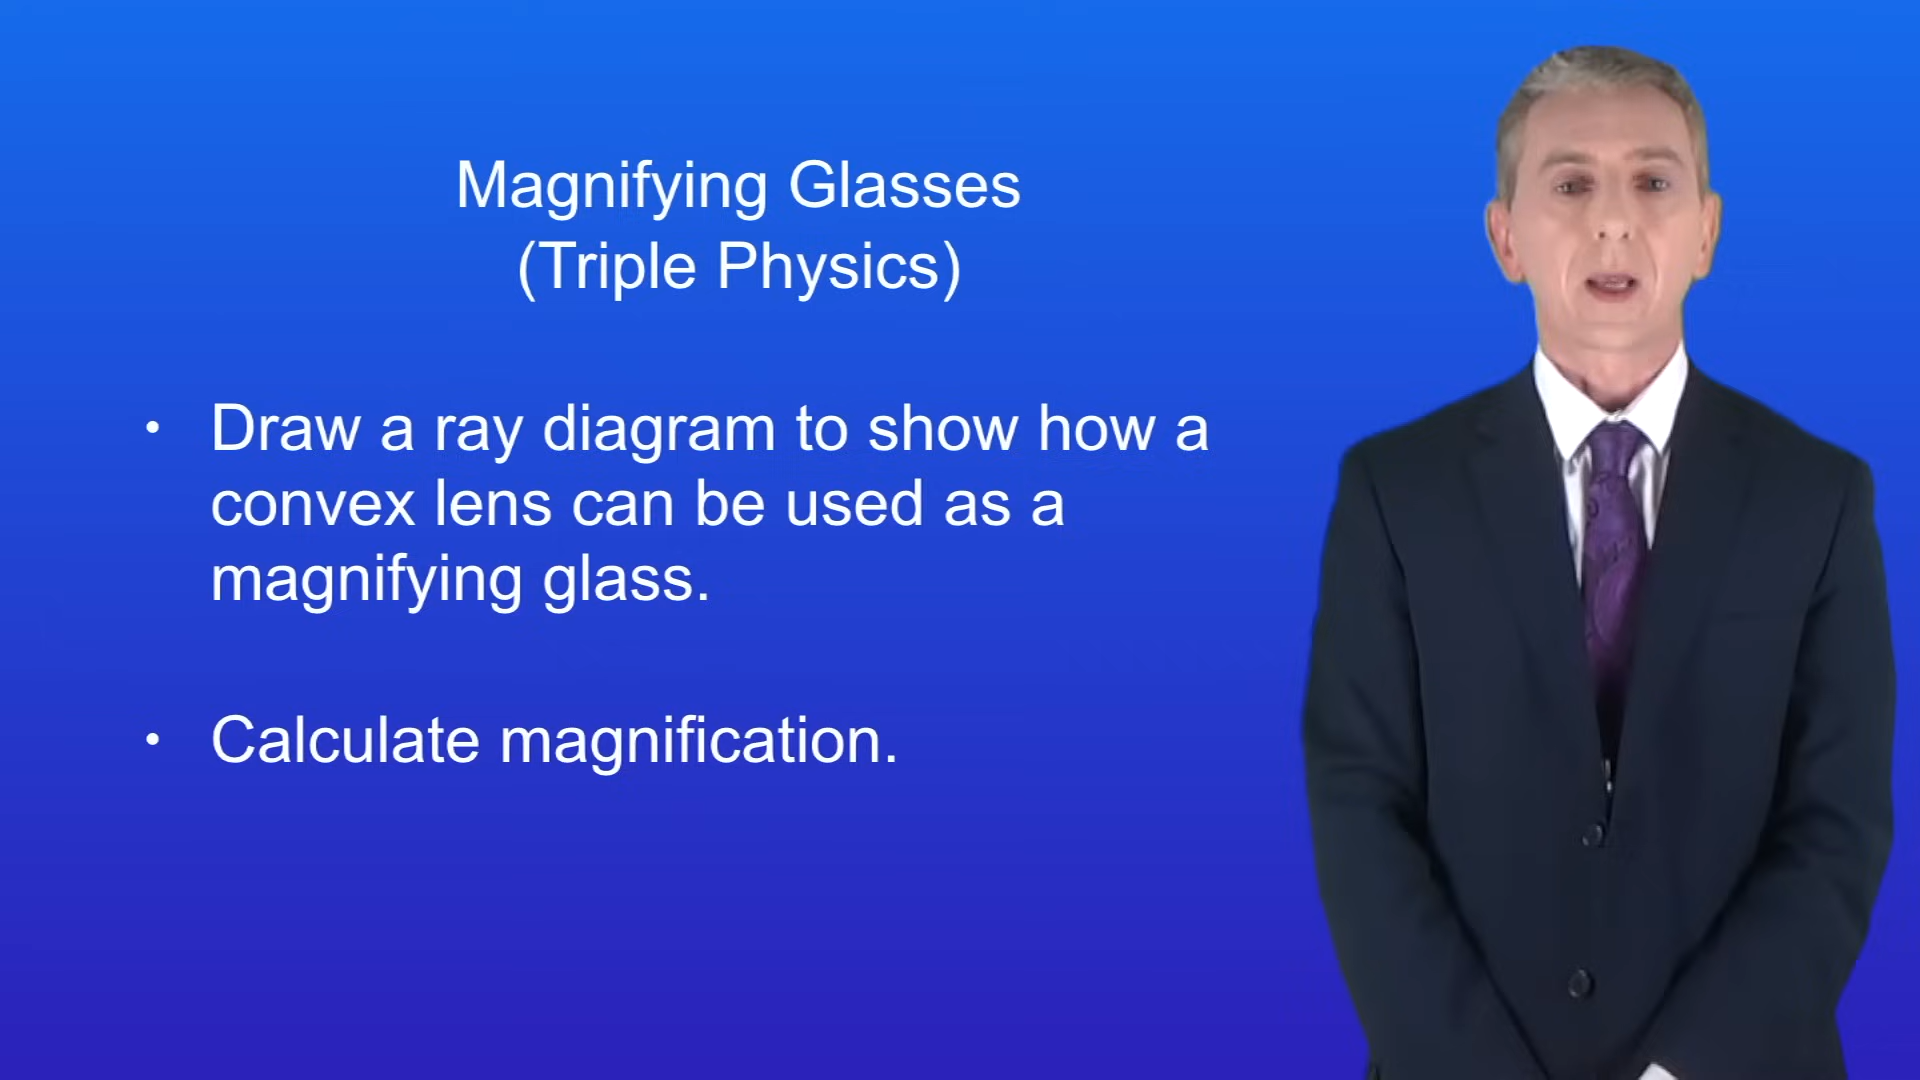 Magnifying Glasses
(Triple Physics)
• Draw a ray diagram to show how a
convex lens can be used as a
magnifying glass.
• Calculate magnification.